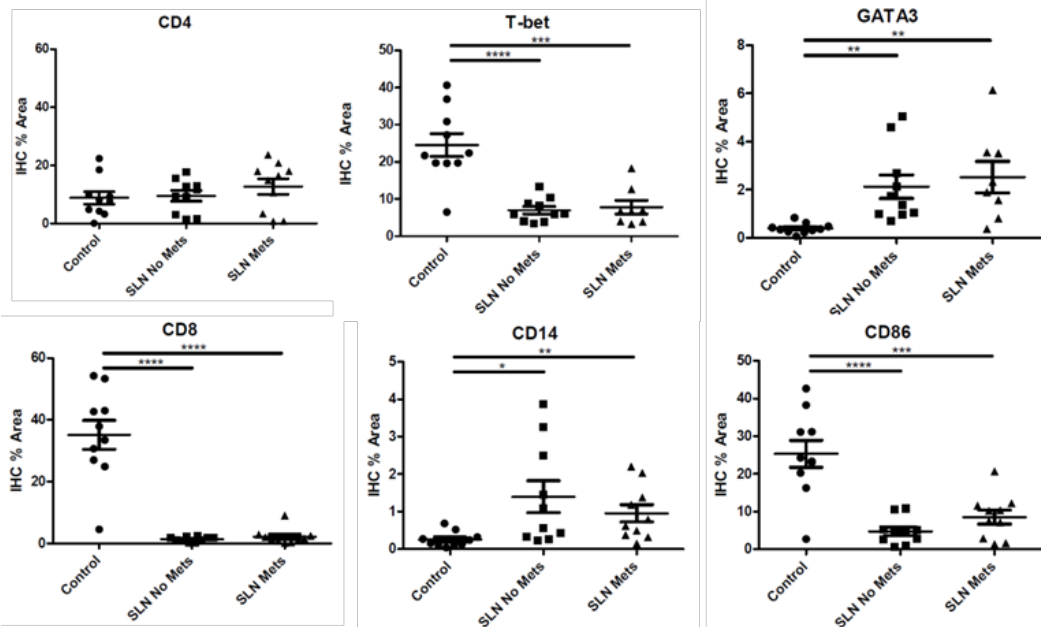 CD4
60
40
20
0
IHC % Area
Control
SLN No Mets
SLN Mets
T-bet
***
****
50
40
30
20
10
0
IHC % Area
Control
SLN No Mets
SLN Mets
GATA3
**
**
8
6
4
2
0
IHC % Area
Control
SLN No Mets
SLN Mets
CD8
****
****
60
40
20
0
IHC % Area
Control
SLN No Mets
SLN Mets
CD14
**
*
5
4
3
2
1
0
IHC % Area
Control
SLN No Mets
SLN Mets
CD86
***
****
50
40
30
20
10
0
IHC % Area
Control
SLN No Mets
SLN Mets